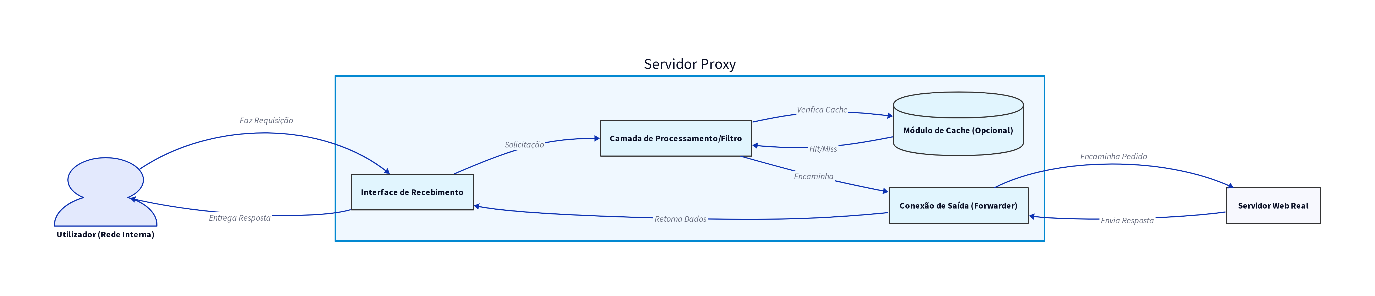 Servidor Proxy
Faz Requisição
Verifica Cache
Módulo de Cache (Opcional)
Camada de Processamento/Filtro
Solicitação
Hit/Miss
Encaminha Pedido
Encaminha
Interface de Recebimento
Conexão de Saída (Forwarder)
Servidor Web Real
Entrega Resposta
Retorna Dados
Envia Resposta
Utilizador (Rede Interna)